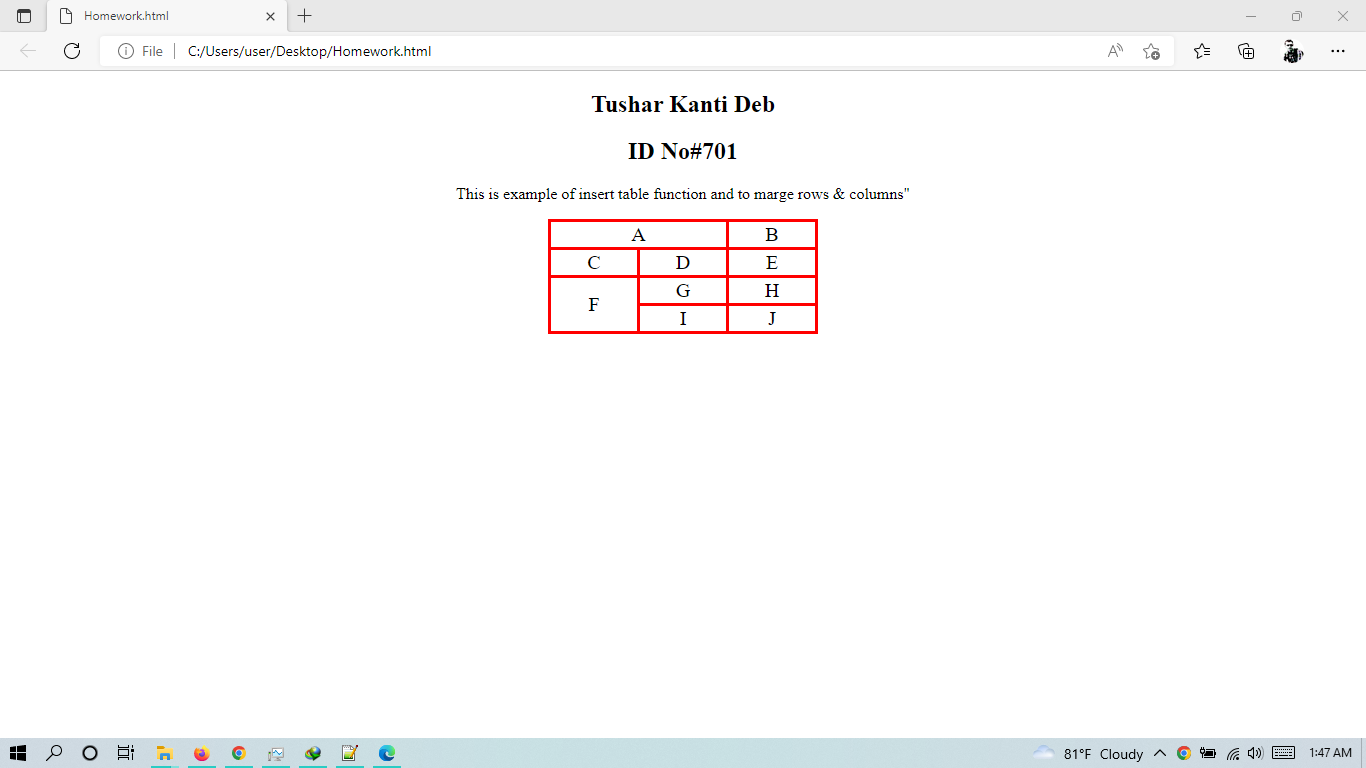 Homework.html
File C:/Users/user/Desktop/Homework.html
Tushar Kanti Deb
ID No#701
This is example of insert table function and to marge rows & columns"
A B
C D E
F G H
I J
81°F Cloudy 1:47 AM